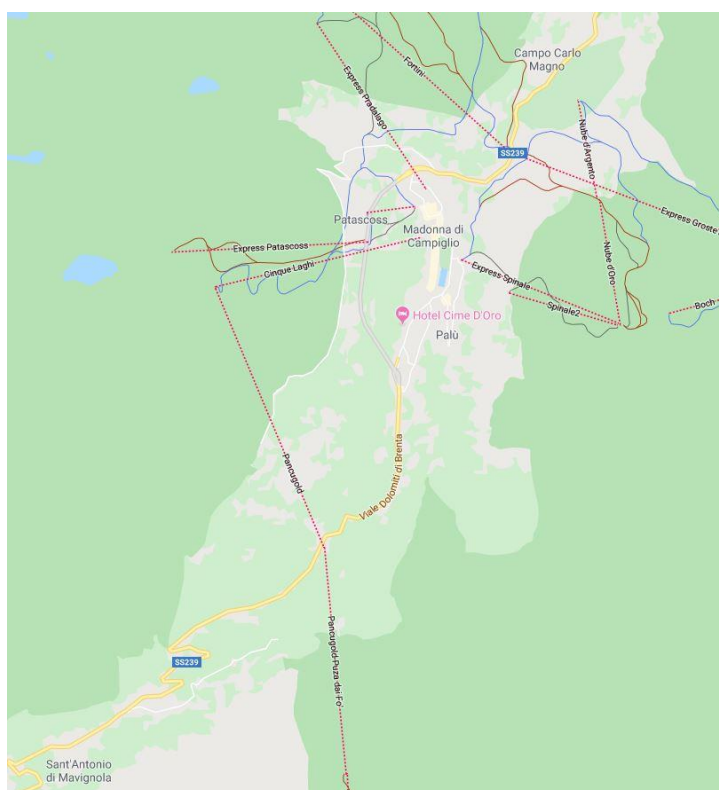 Campo Carlo
Magno
Fortini
Express Pradalago
SS239
Nube d'Argento
Express Groste
Patascoss
Madonna di
Campiglio
Express Patascoss
Cinque Laghi
Express Spinale
Nube d'Oro
Spinale2
Boch
Hotel Cime D'Oro
Palù
Pancugolo
Viale Dolomiti di Brenta
Pancugolo-Puza dai Fo
SS239
Sant'Antonio
di Mavignola